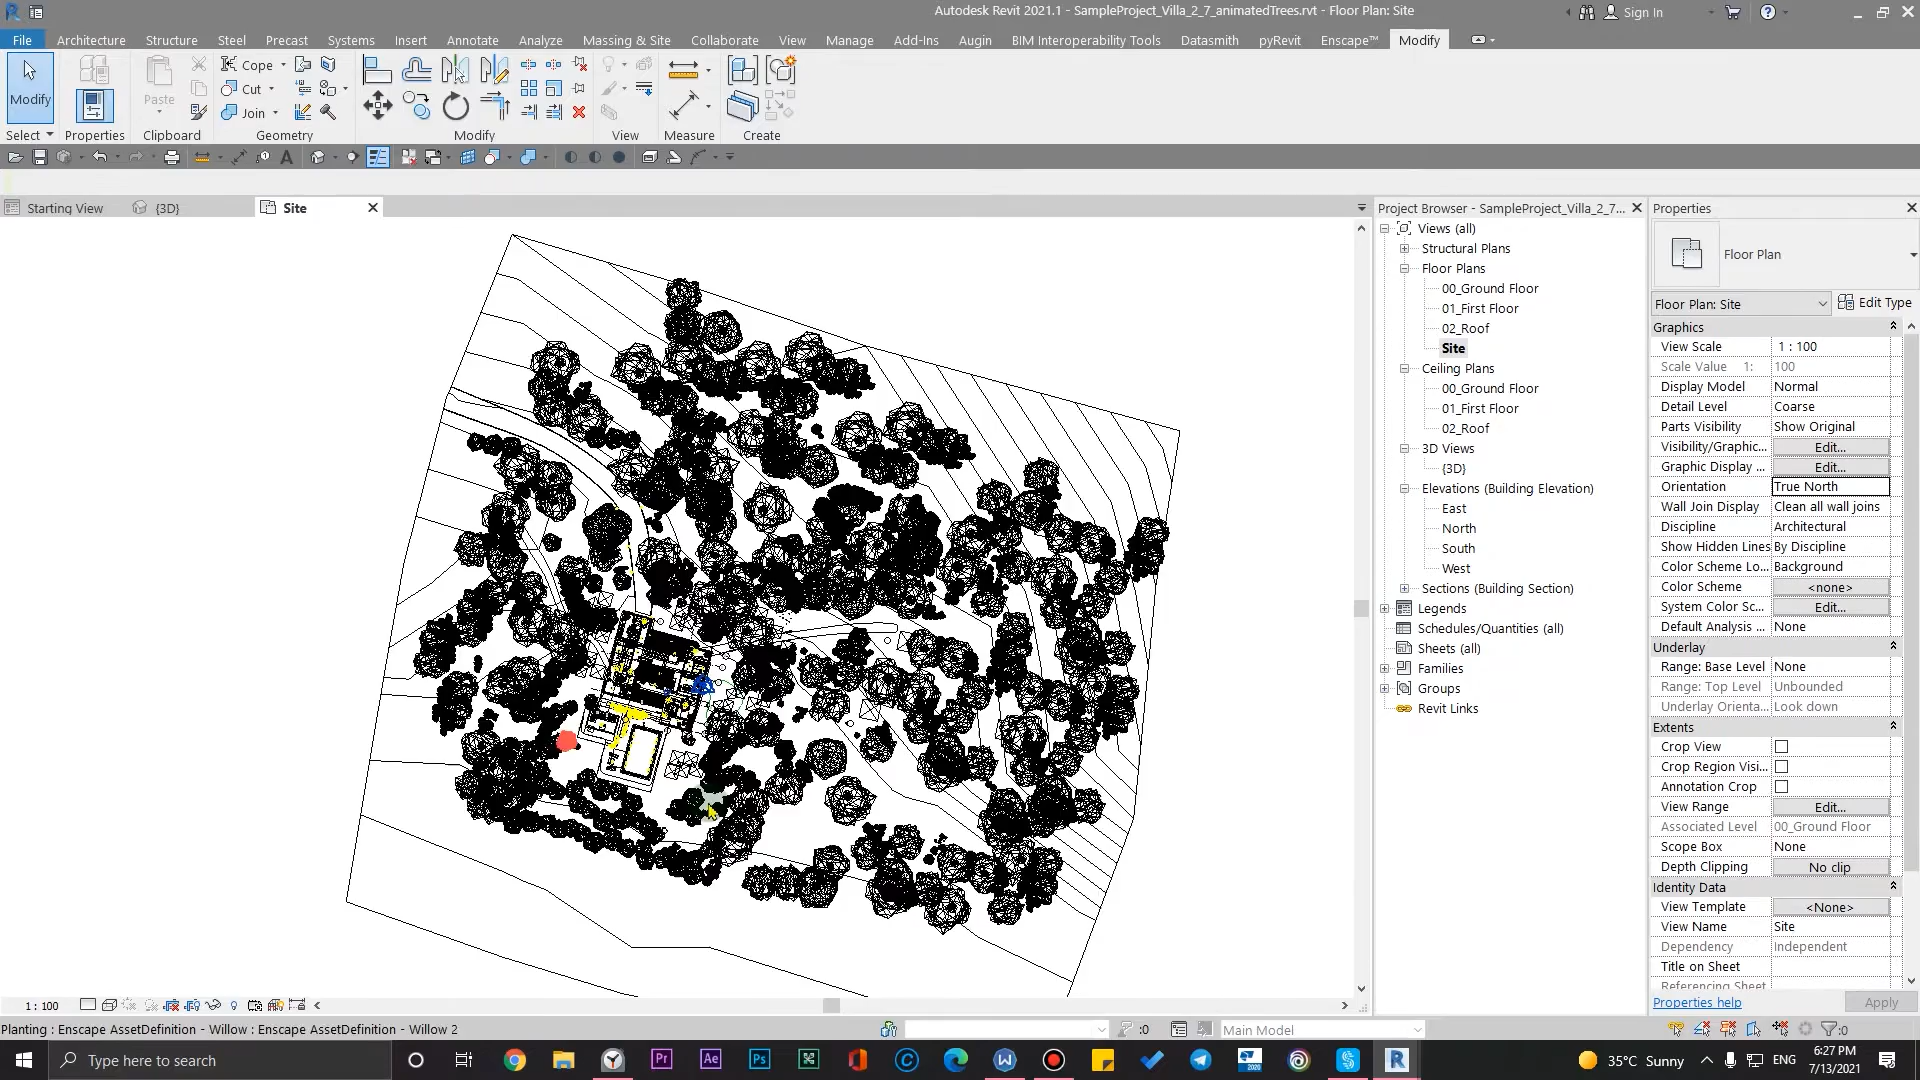 Autodesk Revit 2021.1 - SampleProject_Villa_2_7_animatedTrees.rvt - Floor Plan: Site
Sign In
File Architecture Structure Steel Precast Systems Insert Annotate Analyze Massing & Site Collaborate View Manage Add-Ins Augin BIM Interoperability Tools Datasmith pyRevit Enscape™ Modify
Modify
Paste
Cope
Cut
Join
Select Properties Clipboard Geometry Modify View Measure Create
Starting View {3D} Site
Project Browser - SampleProject_Villa_2_7...
Views (all)
Structural Plans
Floor Plans
00_Ground Floor
01_First Floor
02_Roof
Site
Ceiling Plans
00_Ground Floor
01_First Floor
02_Roof
3D Views
{3D}
Elevations (Building Elevation)
East
North
South
West
Sections (Building Section)
Legends
Schedules/Quantities (all)
Sheets (all)
Families
Groups
Revit Links
Properties
Floor Plan
Floor Plan: Site Edit Type
Graphics
View Scale 1 : 100
Scale Value 1: 100
Display Model Normal
Detail Level Coarse
Parts Visibility Show Original
Visibility/Graphic... Edit...
Graphic Display ... Edit...
Orientation True North
Wall Join Display Clean all wall joins
Discipline Architectural
Show Hidden Lines By Discipline
Color Scheme Lo... Background
Color Scheme <none>
System Color Sc... Edit...
Default Analysis ... None
Underlay
Range: Base Level None
Range: Top Level Unbounded
Underlay Orienta... Look down
Extents
Crop View
Crop Region Visi...
Annotation Crop
View Range Edit...
Associated Level 00_Ground Floor
Scope Box None
Depth Clipping No clip
Identity Data
View Template <None>
View Name Site
Dependency Independent
Title on Sheet
Referencing Sheet
Properties help Apply
1 : 100
Planting : Enscape AssetDefinition - Willow : Enscape AssetDefinition - Willow 2
:0
Main Model
:0
Type here to search
35°C Sunny
ENG
6:27 PM
7/13/2021